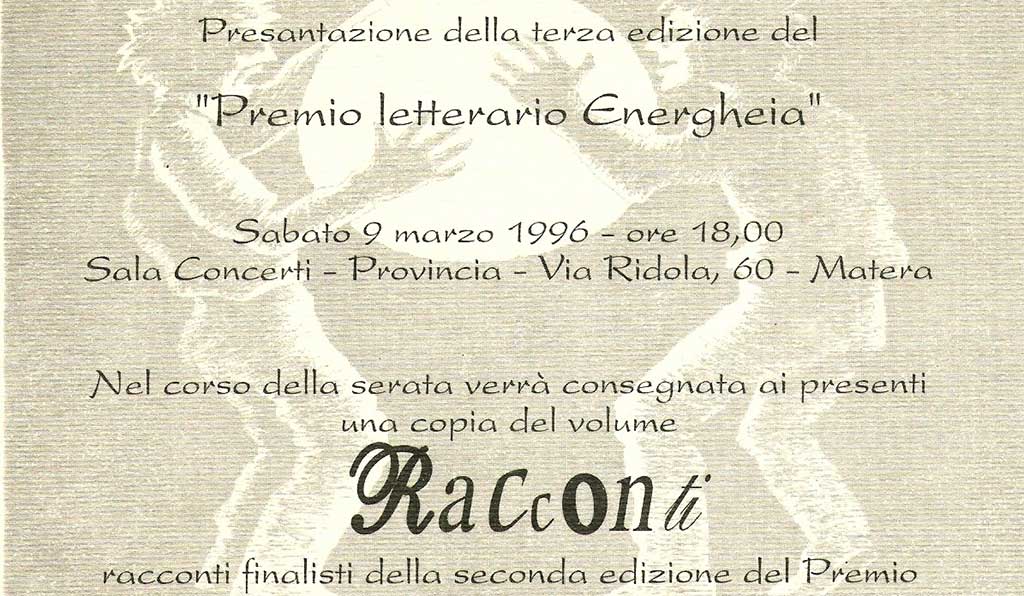 Presantazione della terza edizione del
"Premio letterario Energheia"
Sabato 9 marzo 1996 - ore 18,00
Sala Concerti - Provincia - Via Ridola, 60 - Matera
Nel corso della serata verrà consegnata ai presenti
una copia del volume
Racconti
racconti finalisti della seconda edizione del Premio